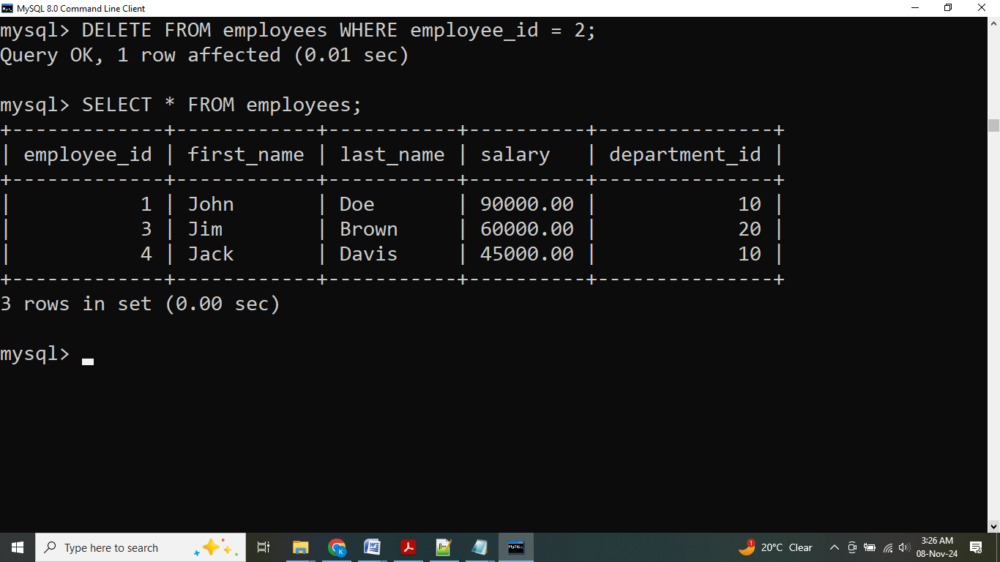 MySQL 8.0 Command Line Client
mysql> DELETE FROM employees WHERE employee_id = 2;
Query OK, 1 row affected (0.01 sec)
mysql> SELECT * FROM employees;
+-------------+------------+-----------+----------+---------------+
| employee_id | first_name | last_name | salary   | department_id |
+-------------+------------+-----------+----------+---------------+
|           1 | John       | Doe       | 90000.00 |            10 |
|           3 | Jim        | Brown     | 60000.00 |            20 |
|           4 | Jack       | Davis     | 45000.00 |            10 |
+-------------+------------+-----------+----------+---------------+
3 rows in set (0.00 sec)
mysql>
Type here to search
1
20°C Clear
3:26 AM
08-Nov-24